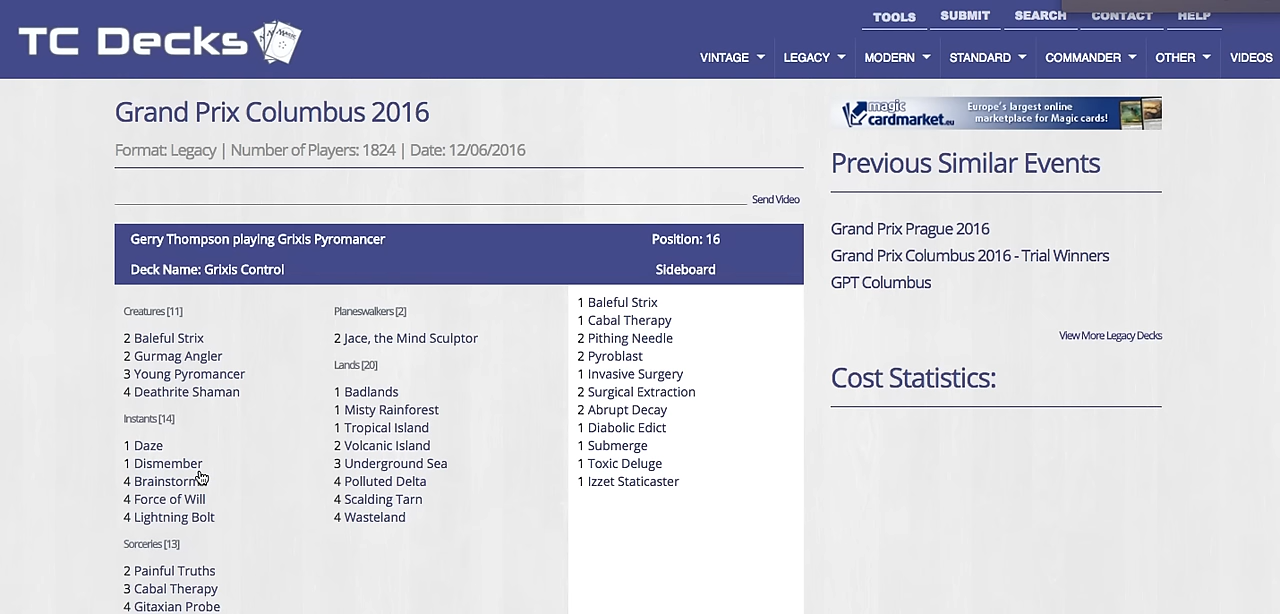 TC Decks
TOOLS SUBMIT SEARCH CONTACT HELP
VINTAGE LEGACY MODERN STANDARD COMMANDER OTHER VIDEOS
Grand Prix Columbus 2016
Format: Legacy | Number of Players: 1824 | Date: 12/06/2016
Send Video
Gerry Thompson playing Grixis Pyromancer
Position: 16
Deck Name: Grixis Control
Sideboard
Creatures [11]
2 Baleful Strix
2 Gurmag Angler
3 Young Pyromancer
4 Deathrite Shaman
Instants [14]
1 Daze
1 Dismember
4 Brainstorm
4 Force of Will
4 Lightning Bolt
Sorceries [13]
2 Painful Truths
3 Cabal Therapy
4 Gitaxian Probe
Planeswalkers [2]
2 Jace, the Mind Sculptor
Lands [20]
1 Badlands
1 Misty Rainforest
1 Tropical Island
2 Volcanic Island
3 Underground Sea
4 Polluted Delta
4 Scalding Tarn
4 Wasteland
1 Baleful Strix
1 Cabal Therapy
2 Pithing Needle
2 Pyroblast
1 Invasive Surgery
2 Surgical Extraction
2 Abrupt Decay
1 Diabolic Edict
1 Submerge
1 Toxic Deluge
1 Izzet Staticaster
magic
cardmarket.eu
Europe's largest online
marketplace for Magic cards!
Previous Similar Events
Grand Prix Prague 2016
Grand Prix Columbus 2016 - Trial Winners
GPT Columbus
View More Legacy Decks
Cost Statistics: